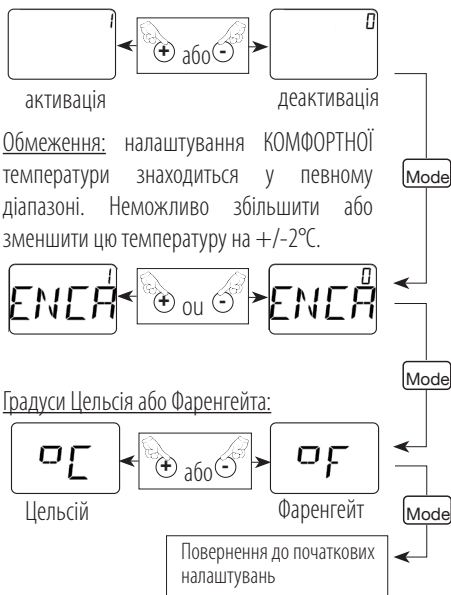 1 + або - 0
активація деактивація
Обмеження: налаштування КОМФОРТНОЇ
температури знаходиться у певному
діапазоні. Неможливо збільшити або
зменшити цю температуру на +/-2°C.
Mode
1 0
ENCA + ou - ENCA
Mode
Градуси Цельсія або Фаренгейта:
°C + або - °F
Цельсій Фаренгейт
Mode
Повернення до початкових
налаштувань